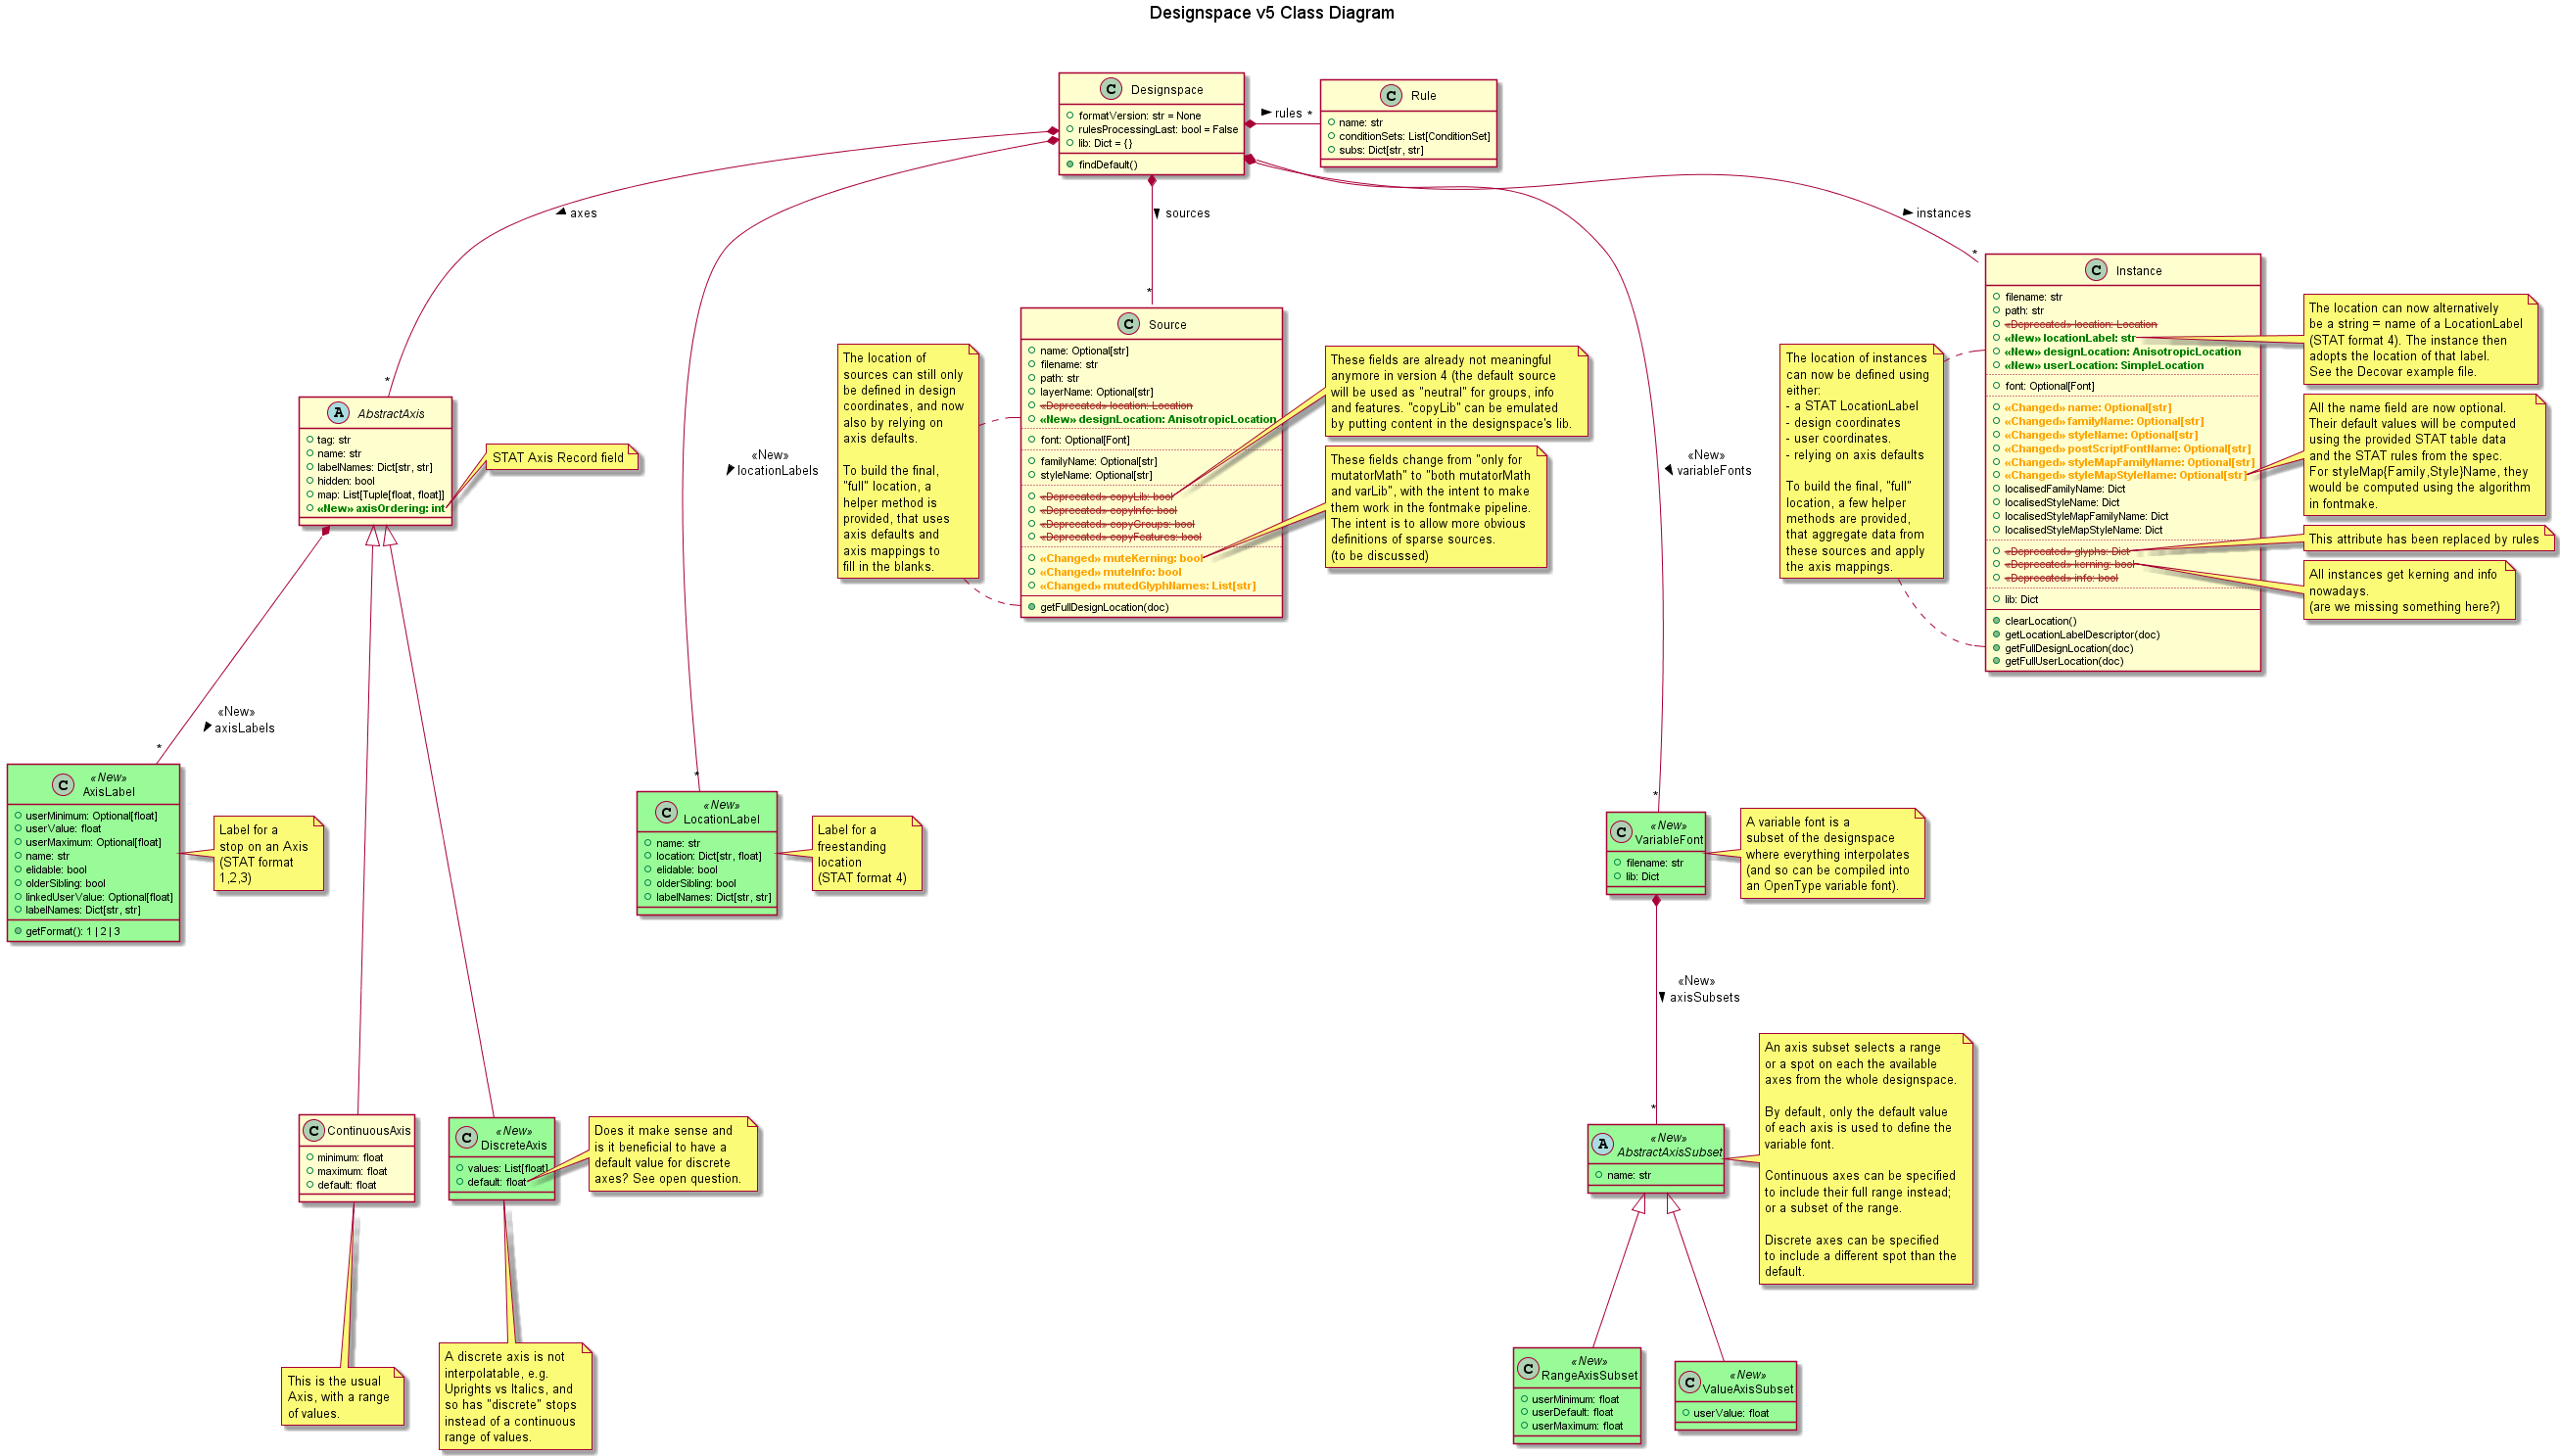 Designspace v5 Class Diagram
C Designspace
formatVersion: str = None
rulesProcessingLast: bool = False
lib: Dict = {}
findDefault()
rules *
C Rule
name: str
conditionSets: List[ConditionSet]
subs: Dict[str, str]
axes
*
sources
*
instances
*
«New»
locationLabels
*
«New»
variableFonts
*
A AbstractAxis
tag: str
name: str
labelNames: Dict[str, str]
hidden: bool
map: List[Tuple[float, float]]
«New» axisOrdering: int
STAT Axis Record field
The location of
sources can still only
be defined in design
coordinates, and now
also by relying on
axis defaults.
To build the final,
"full" location, a
helper method is
provided, that uses
axis defaults and
axis mappings to
fill in the blanks.
C Source
name: Optional[str]
filename: str
path: str
layerName: Optional[str]
«Deprecated» location: Location
«New» designLocation: AnisotropicLocation
font: Optional[Font]
familyName: Optional[str]
styleName: Optional[str]
«Deprecated» copyLib: bool
«Deprecated» copyInfo: bool
«Deprecated» copyGroups: bool
«Deprecated» copyFeatures: bool
«Changed» muteKerning: bool
«Changed» muteInfo: bool
«Changed» mutedGlyphNames: List[str]
getFullDesignLocation(doc)
These fields are already not meaningful
anymore in version 4 (the default source
will be used as "neutral" for groups, info
and features. "copyLib" can be emulated
by putting content in the designspace's lib.
These fields change from "only for
mutatorMath" to "both mutatorMath
and varLib", with the intent to make
them work in the fontmake pipeline.
The intent is to allow more obvious
definitions of sparse sources.
(to be discussed)
The location of instances
can now be defined using
either:
- a STAT LocationLabel
- design coordinates
- user coordinates.
- relying on axis defaults
To build the final, "full"
location, a few helper
methods are provided,
that aggregate data from
these sources and apply
the axis mappings.
C Instance
filename: str
path: str
«Deprecated» location: Location
«New» locationLabel: str
«New» designLocation: AnisotropicLocation
«New» userLocation: SimpleLocation
font: Optional[Font]
«Changed» name: Optional[str]
«Changed» familyName: Optional[str]
«Changed» styleName: Optional[str]
«Changed» postScriptFontName: Optional[str]
«Changed» styleMapFamilyName: Optional[str]
«Changed» styleMapStyleName: Optional[str]
localisedFamilyName: Dict
localisedStyleName: Dict
localisedStyleMapFamilyName: Dict
localisedStyleMapStyleName: Dict
«Deprecated» glyphs: Dict
«Deprecated» kerning: bool
«Deprecated» info: bool
lib: Dict
clearLocation()
getLocationLabelDescriptor(doc)
getFullDesignLocation(doc)
getFullUserLocation(doc)
The location can now alternatively
be a string = name of a LocationLabel
(STAT format 4). The instance then
adopts the location of that label.
See the Decovar example file.
All the name field are now optional.
Their default values will be computed
using the provided STAT table data
and the STAT rules from the spec.
For styleMap{Family,Style}Name, they
would be computed using the algorithm
in fontmake.
This attribute has been replaced by rules
All instances get kerning and info
nowadays.
(are we missing something here?)
«New»
axisLabels
*
C «New»
AxisLabel
userMinimum: Optional[float]
userValue: float
userMaximum: Optional[float]
name: str
elidable: bool
olderSibling: bool
linkedUserValue: Optional[float]
labelNames: Dict[str, str]
getFormat(): 1 | 2 | 3
Label for a
stop on an Axis
(STAT format
1,2,3)
C «New»
LocationLabel
name: str
location: Dict[str, float]
elidable: bool
olderSibling: bool
labelNames: Dict[str, str]
Label for a
freestanding
location
(STAT format 4)
C «New»
VariableFont
filename: str
lib: Dict
A variable font is a
subset of the designspace
where everything interpolates
(and so can be compiled into
an OpenType variable font).
«New»
axisSubsets
*
A «New»
AbstractAxisSubset
name: str
An axis subset selects a range
or a spot on each the available
axes from the whole designspace.
By default, only the default value
of each axis is used to define the
variable font.
Continuous axes can be specified
to include their full range instead;
or a subset of the range.
Discrete axes can be specified
to include a different spot than the
default.
C ContinuousAxis
minimum: float
maximum: float
default: float
C «New»
DiscreteAxis
values: List[float]
default: float
Does it make sense and
is it beneficial to have a
default value for discrete
axes? See open question.
This is the usual
Axis, with a range
of values.
A discrete axis is not
interpolatable, e.g.
Uprights vs Italics, and
so has "discrete" stops
instead of a continuous
range of values.
C «New»
RangeAxisSubset
userMinimum: float
userDefault: float
userMaximum: float
C «New»
ValueAxisSubset
userValue: float